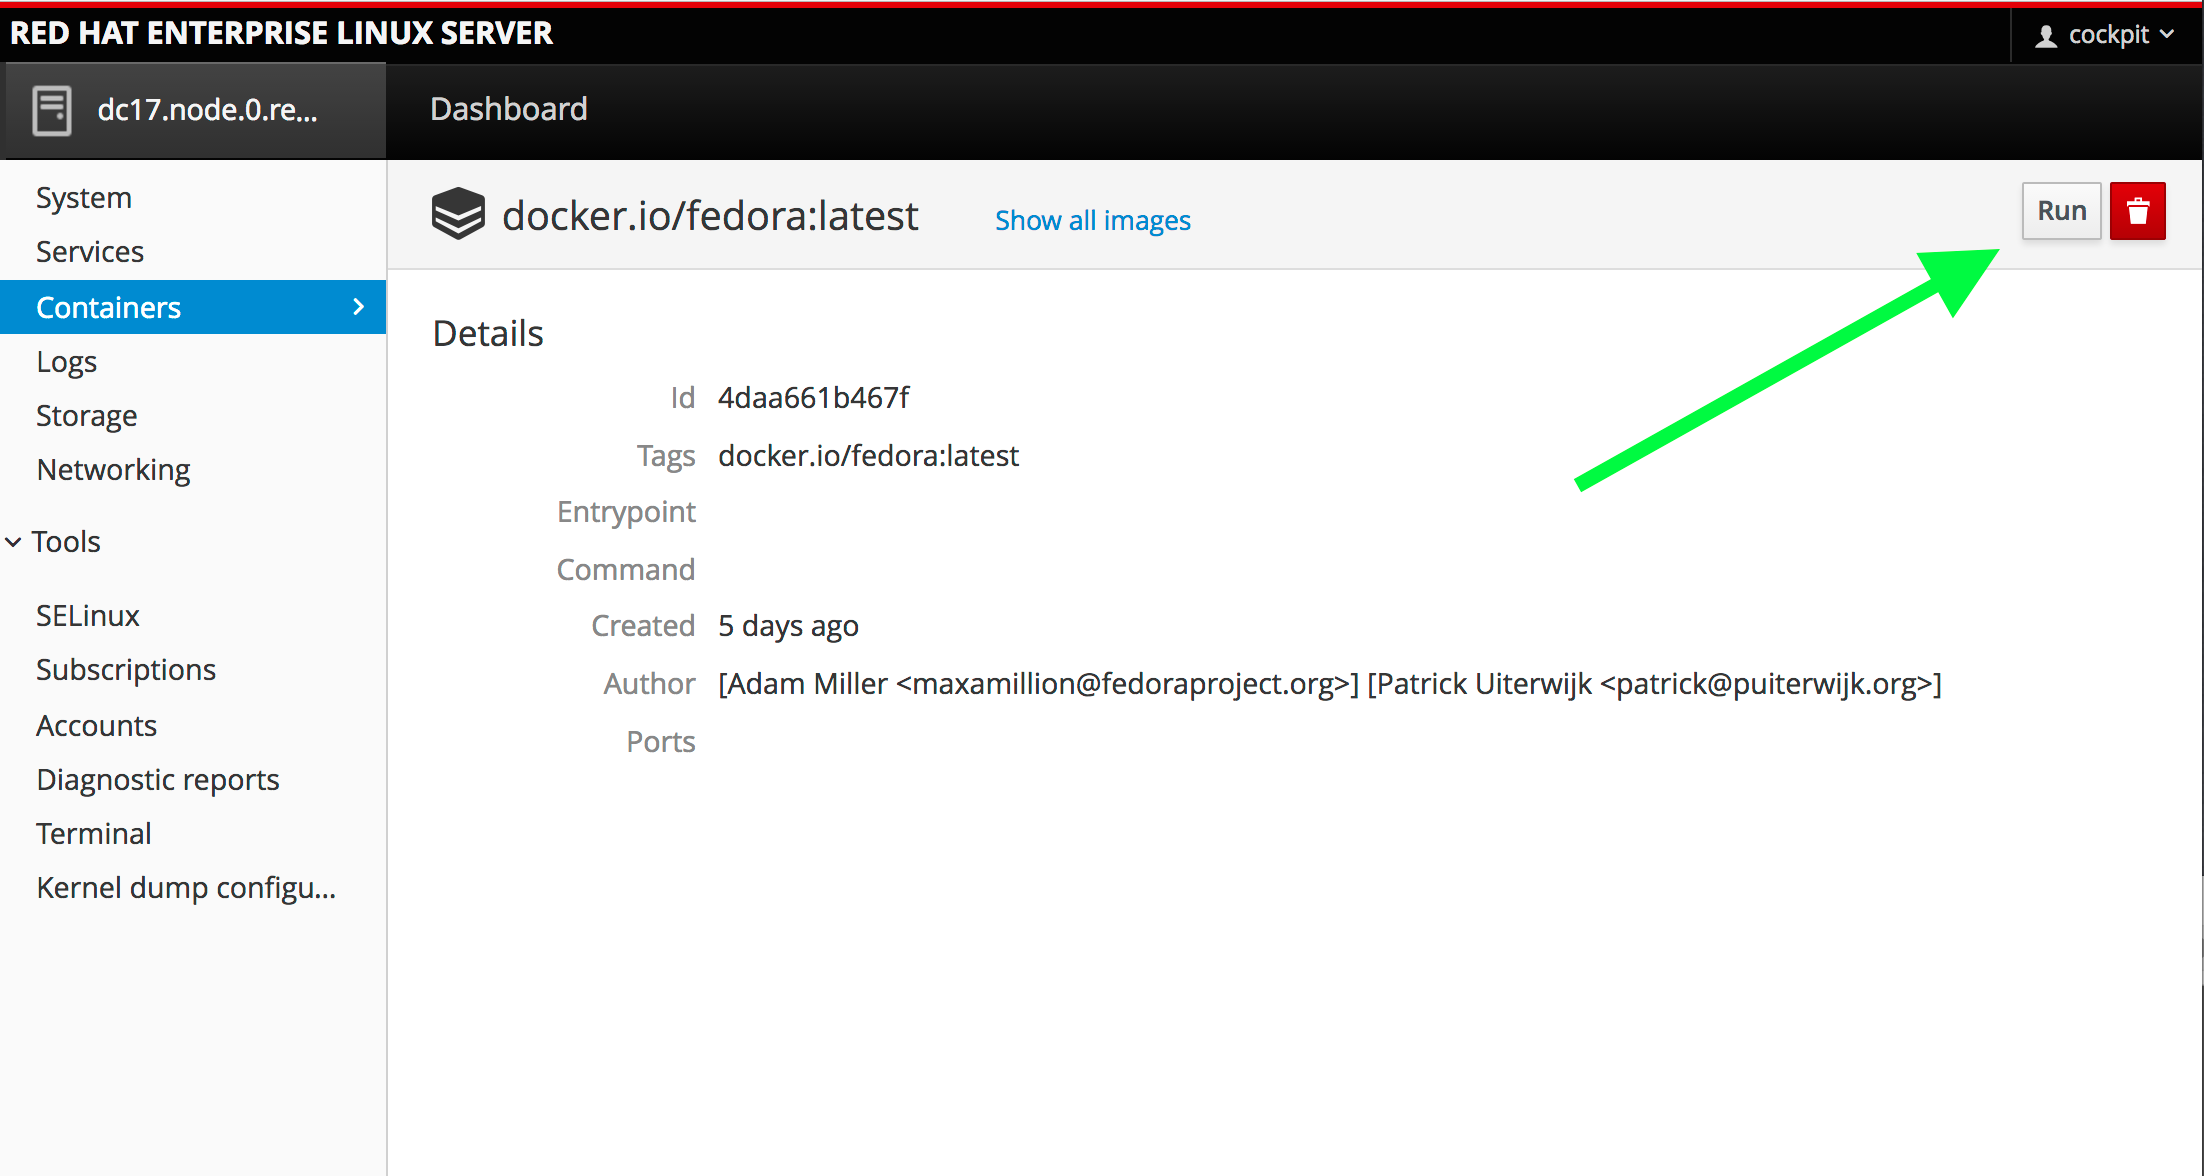 RED HAT ENTERPRISE LINUX SERVER
cockpit
dc17.node.0.re...
Dashboard
System
Services
Containers
Logs
Storage
Networking
Tools
SELinux
Subscriptions
Accounts
Diagnostic reports
Terminal
Kernel dump configu...
docker.io/fedora:latest
Show all images
Run
Details
Id 4daa661b467f
Tags docker.io/fedora:latest
Entrypoint
Command
Created 5 days ago
Author [Adam Miller <maxamillion@fedoraproject.org>] [Patrick Uiterwijk <patrick@puiterwijk.org>]
Ports